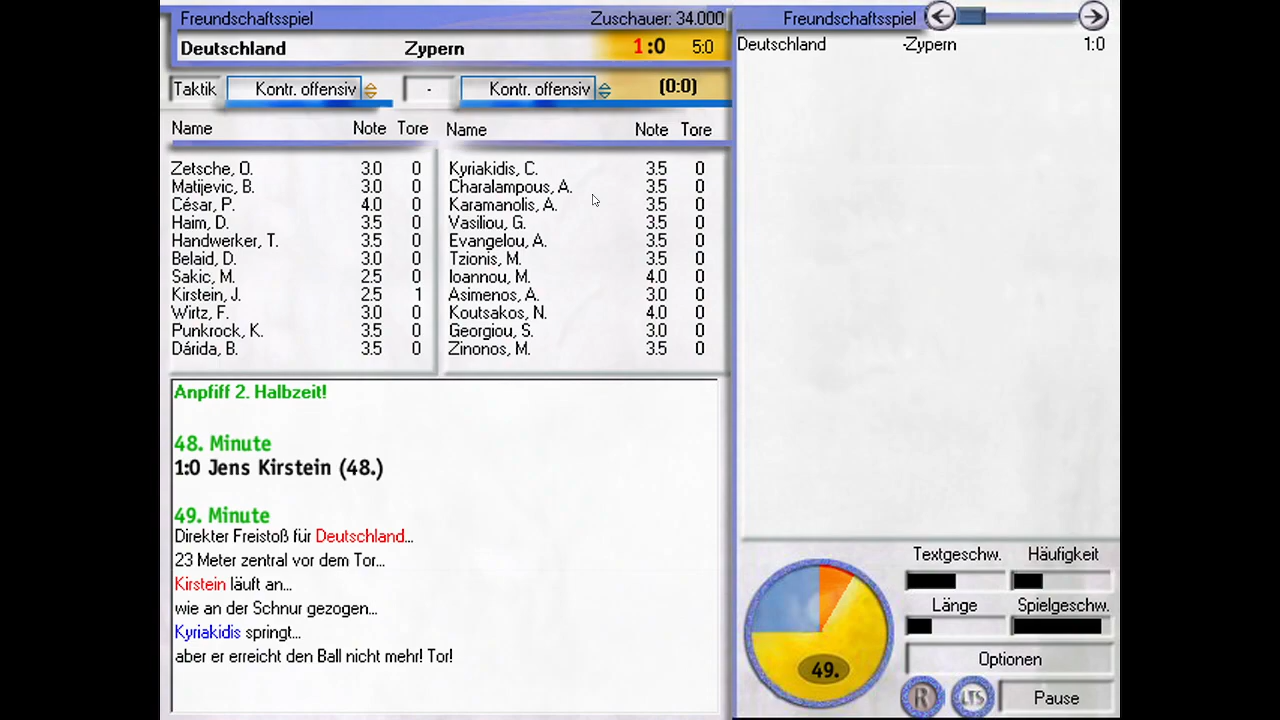 Freundschaftsspiel Zuschauer: 34.000
Deutschland Zypern 1:0 5:0
Taktik Kontr. offensiv - Kontr. offensiv (0:0)
Name Note Tore Name Note Tore
Zetsche, O. 3.0 0 Kyriakidis, C. 3.5 0
Matijevic, B. 3.0 0 Charalampous, A. 3.5 0
César, P. 4.0 0 Karamanolis, A. 3.5 0
Haim, D. 3.5 0 Vasiliou, G. 3.5 0
Handwerker, T. 3.5 0 Evangelou, A. 3.5 0
Belaid, D. 3.0 0 Tzionis, M. 3.5 0
Sakic, M. 2.5 0 Ioannou, M. 4.0 0
Kirstein, J. 2.5 1 Asimenos, A. 3.0 0
Wirtz, F. 3.0 0 Koutsakos, N. 4.0 0
Punkrock, K. 3.5 0 Georgiou, S. 3.0 0
Dárida, B. 3.5 0 Zinonos, M. 3.5 0
Anpfiff 2. Halbzeit!
48. Minute
1:0 Jens Kirstein (48.)
49. Minute
Direkter Freistoß für Deutschland...
23 Meter zentral vor dem Tor...
Kirstein läuft an...
wie an der Schnur gezogen...
Kyriakidis springt...
aber er erreicht den Ball nicht mehr! Tor!
Freundschaftsspiel
Deutschland -Zypern 1:0
Textgeschw. Häufigkeit
Länge Spielgeschw.
49.
Optionen
R LTS Pause